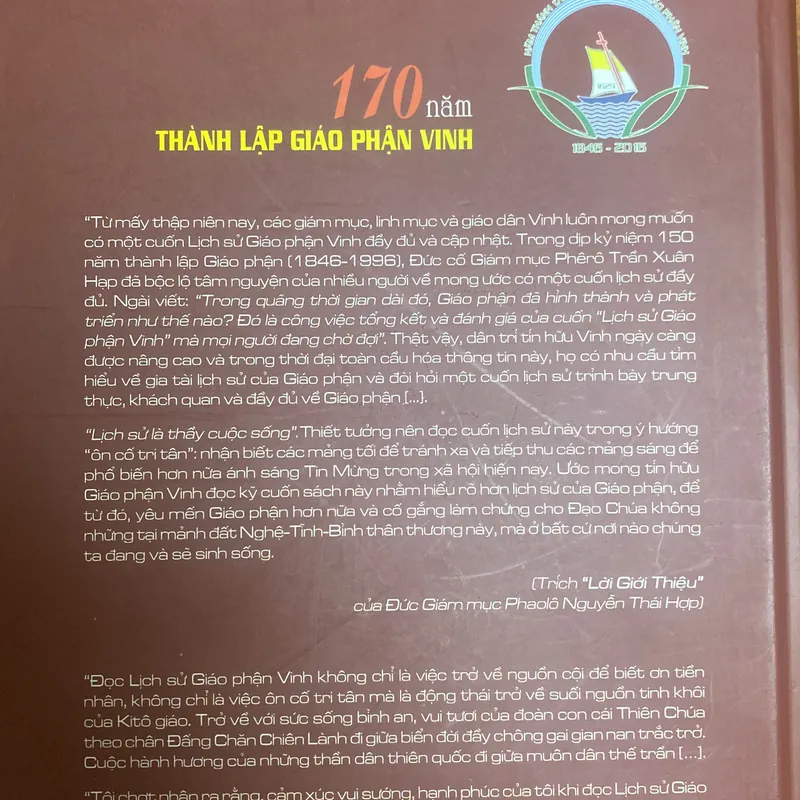 170 năm
THÀNH LẬP GIÁO PHẬN VINH
1629
1846 - 2016
“Từ mấy thập niên nay, các giám mục, linh mục và giáo dân Vinh luôn mong muốn
có một cuốn Lịch sử Giáo phận Vinh đầy đủ và cập nhật. Trong dịp kỷ niệm 150
năm thành lập Giáo phận (1846-1996), Đức cố Giám mục Phêrô Trần Xuân
Hạp đã bộc lộ tâm nguyện của nhiều người về mong ước có một cuốn lịch sử đầy
đủ. Ngài viết: “Trong quãng thời gian dài đó, Giáo phận đã hình thành và phát
triển như thế nào? Đó là công việc tổng kết và đánh giá của cuốn “Lịch sử Giáo
phận Vinh” mà mọi người đang chờ đợi”. Thật vậy, dân trí tín hữu Vinh ngày càng
được nâng cao và trong thời đại toàn cầu hóa thông tin này, họ có nhu cầu tìm
hiểu về gia tài lịch sử của Giáo phận và đòi hỏi một cuốn lịch sử trình bày trung
thực, khách quan và đầy đủ về Giáo phận [...].
“Lịch sử là thầy cuộc sống”. Thiết tưởng nên đọc cuốn lịch sử này trong ý hướng
“ôn cố tri tân”: nhận biết các mảng tối để tránh xa và tiếp thu các mảng sáng để
phổ biến hơn nữa ánh sáng Tin Mừng trong xã hội hiện nay. Ước mong tín hữu
Giáo phận Vinh đọc kỹ cuốn sách này nhằm hiểu rõ hơn lịch sử của Giáo phận, để
từ đó, yêu mến Giáo phận hơn nữa và cố gắng làm chứng cho Đạo Chúa không
những tại mảnh đất Nghệ-Tĩnh-Bình thân thương này, mà ở bất cứ nơi nào chúng
ta đang và sẽ sinh sống.
(Trích “Lời Giới Thiệu”
của Đức Giám mục Phaolô Nguyễn Thái Hợp)
“Đọc Lịch sử Giáo phận Vinh không chỉ là việc trở về nguồn cội để biết ơn tiền
nhân, không chỉ là việc ôn cố tri tân mà là động thái trở về suối nguồn tinh khôi
của Kitô giáo. Trở về với sức sống bình an, vui tươi của đoàn con cái Thiên Chúa
theo chân Đấng Chăn Chiên Lành đi giữa biển đời đầy chông gai gian nan trắc trở.
Cuộc hành hương của những thần dân thiên quốc đi giữa muôn dân thế trần [...].
“Tôi chợt nhận ra rằng, cảm xúc vui sướng, hạnh phúc của tôi khi đọc Lịch sử Giáo